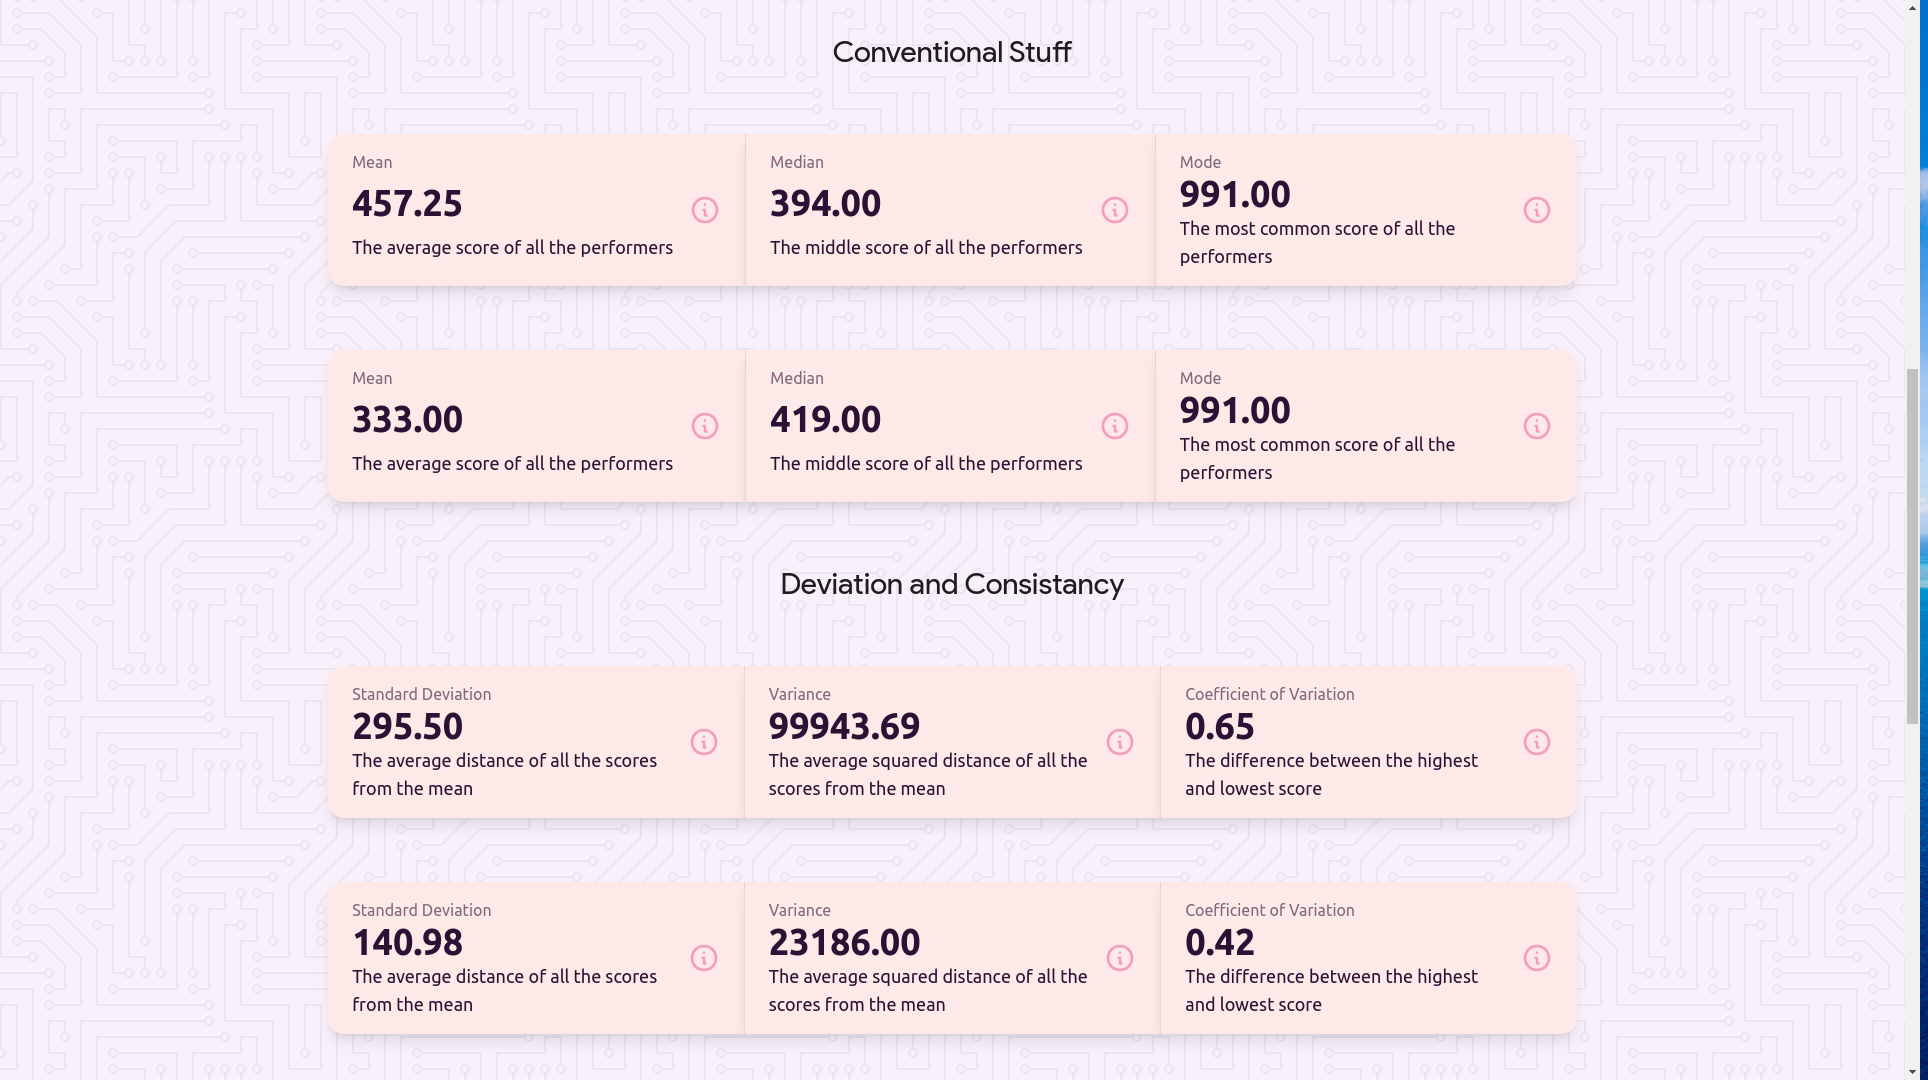 Conventional Stuff
Mean
457.25
The average score of all the performers
Median
394.00
The middle score of all the performers
Mode
991.00
The most common score of all the
performers
Mean
333.00
The average score of all the performers
Median
419.00
The middle score of all the performers
Mode
991.00
The most common score of all the
performers
Deviation and Consistancy
Standard Deviation
295.50
The average distance of all the scores
from the mean
Variance
99943.69
The average squared distance of all the
scores from the mean
Coefficient of Variation
0.65
The difference between the highest
and lowest score
Standard Deviation
140.98
The average distance of all the scores
from the mean
Variance
23186.00
The average squared distance of all the
scores from the mean
Coefficient of Variation
0.42
The difference between the highest
and lowest score